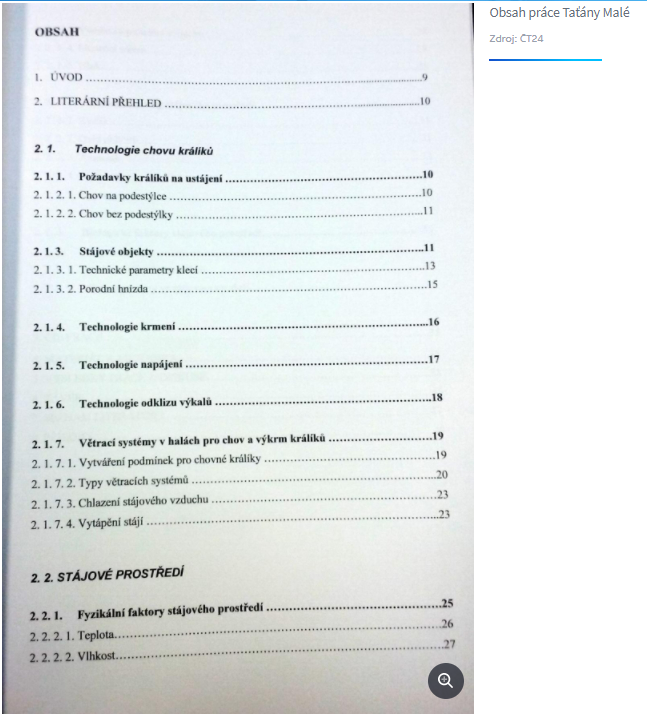 OBSAH
1. ÚVOD ........................................................................................................9
2. LITERÁRNÍ PŘEHLED ................................................................................10
2. 1. Technologie chovu králíků
2. 1. 1. Požadavky králíků na ustájení .......................................................10
2. 1. 2. 1. Chov na podestýlce ......................................................................10
2. 1. 2. 2. Chov bez podestýlky ....................................................................11
2. 1. 3. Stájové objekty ..............................................................................11
2. 1. 3. 1. Technické parametry klecí ...........................................................13
2. 1. 3. 2. Porodní hnízda .............................................................................15
2. 1. 4. Technologie krmení ........................................................................16
2. 1. 5. Technologie napájení ......................................................................17
2. 1. 6. Technologie odklizu výkalů ............................................................18
2. 1. 7. Větrací systémy v halách pro chov a výkrm králíků ..........................19
2. 1. 7. 1. Vytváření podmínek pro chovné králíky .......................................19
2. 1. 7. 2. Typy větracích systémů ................................................................20
2. 1. 7. 3. Chlazení stájového vzduchu .........................................................23
2. 1. 7. 4. Vytápění stájí ...............................................................................23
2. 2. STÁJOVÉ PROSTŘEDÍ
2. 2. 1. Fyzikální faktory stájového prostředí ..............................................25
2. 2. 2. 1. Teplota.........................................................................................26
2. 2. 2. 2. Vlhkost.........................................................................................27
Obsah práce Taťány Malé
Zdroj: ČT24